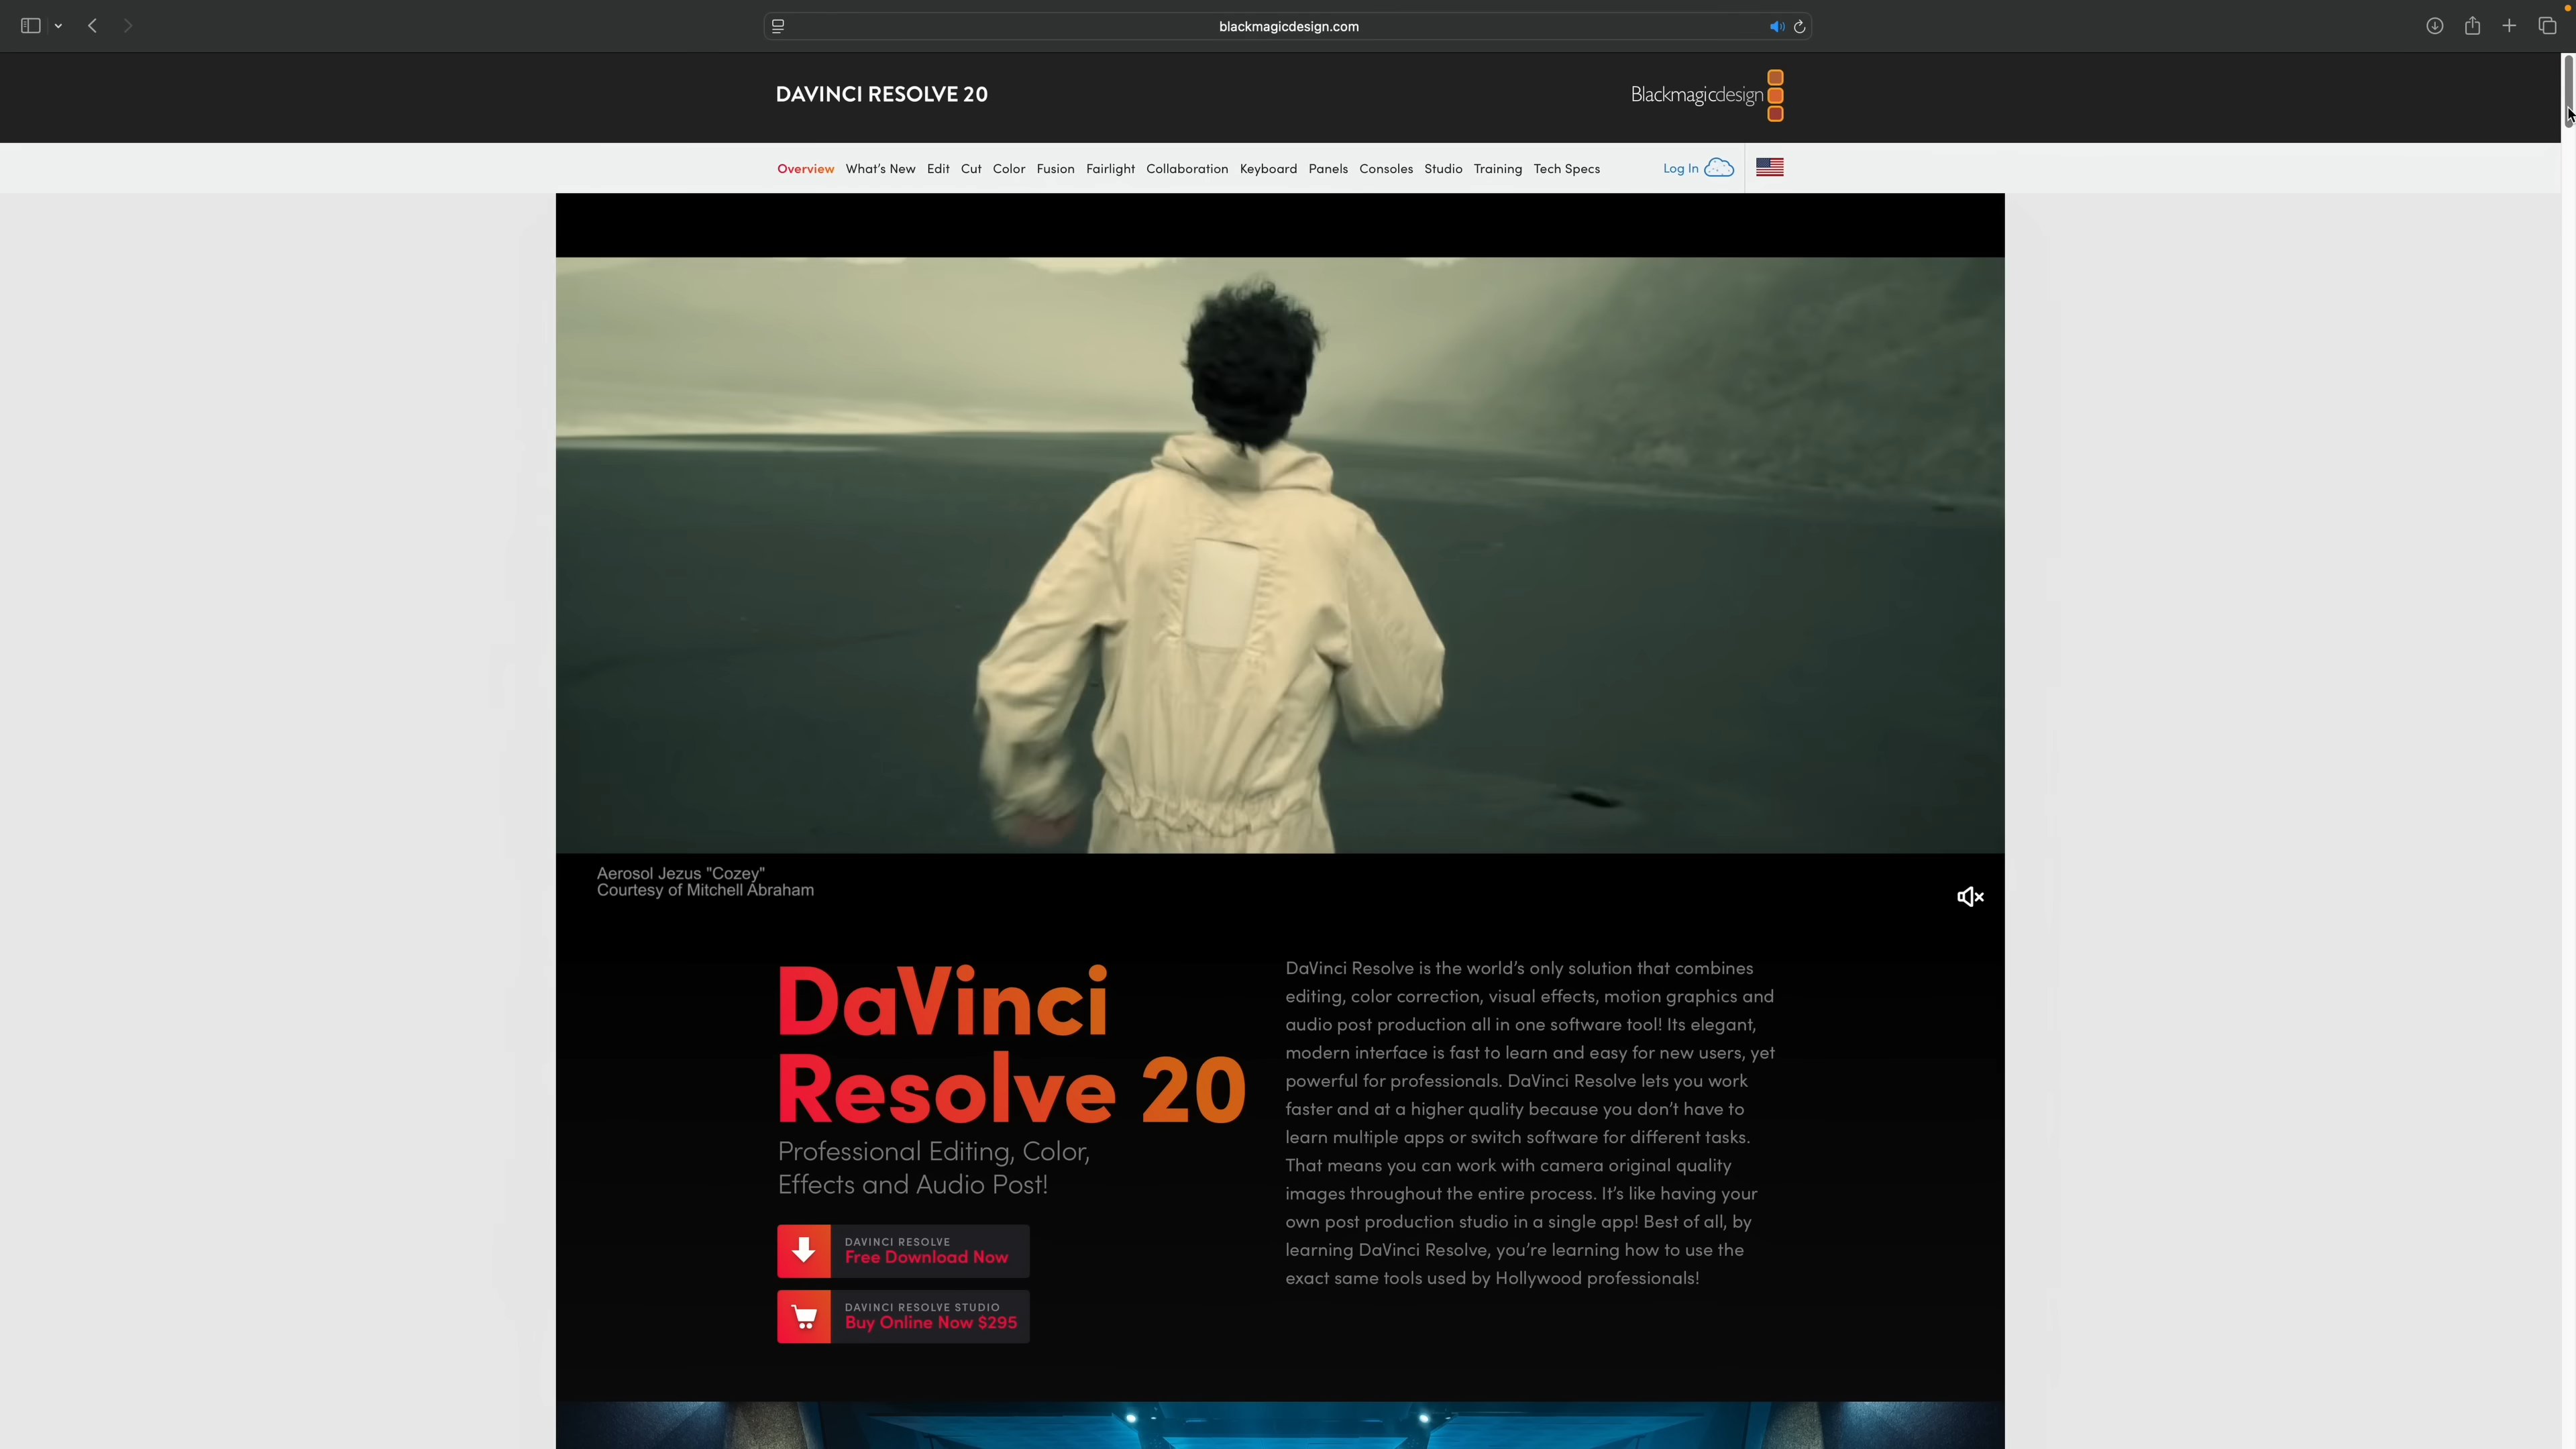 blackmagicdesign.com
DAVINCI RESOLVE 20
Blackmagicdesign
Overview What's New Edit Cut Color Fusion Fairlight Collaboration Keyboard Panels Consoles Studio Training Tech Specs Log In
Aerosol Jezus "Cozey"
Courtesy of Mitchell Abraham
DaVinci
Resolve 20
Professional Editing, Color,
Effects and Audio Post!
DAVINCI RESOLVE
Free Download Now
DAVINCI RESOLVE STUDIO
Buy Online Now $295
DaVinci Resolve is the world's only solution that combines
editing, color correction, visual effects, motion graphics and
audio post production all in one software tool! Its elegant,
modern interface is fast to learn and easy for new users, yet
powerful for professionals. DaVinci Resolve lets you work
faster and at a higher quality because you don't have to
learn multiple apps or switch software for different tasks.
That means you can work with camera original quality
images throughout the entire process. It's like having your
own post production studio in a single app! Best of all, by
learning DaVinci Resolve, you're learning how to use the
exact same tools used by Hollywood professionals!